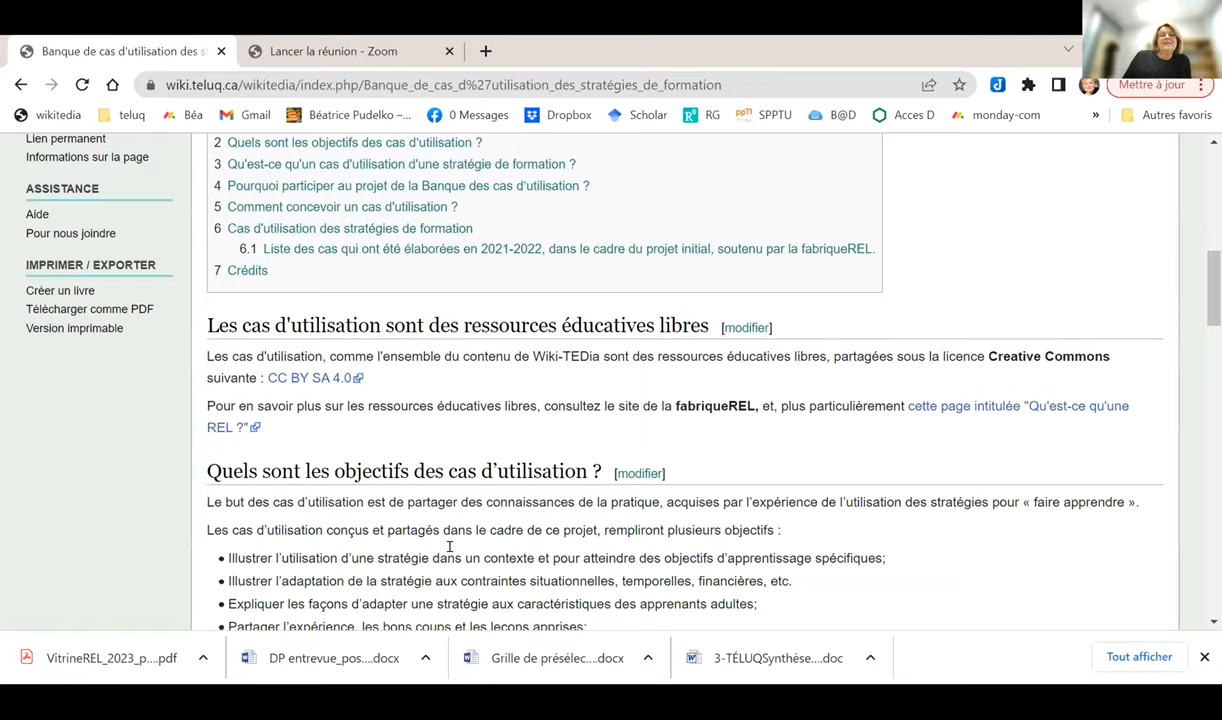 Banque de cas d'utilisation des s
Lancer la réunion - Zoom
wiki.teluq.ca/wikitedia/index.php/Banque_de_cas_d%27utilisation_des_stratégies_de_formation
Mettre à jour
wikitedia
teluq
Béa
Gmail
Béatrice Pudelko –...
0 Messages
Dropbox
Scholar
RG
ppTI
SPPTU
B@D
Acces D
monday-com
»
Autres favoris
Lien permanent
Informations sur la page
ASSISTANCE
Aide
Pour nous joindre
IMPRIMER / EXPORTER
Créer un livre
Télécharger comme PDF
Version imprimable
2 Quels sont les objectifs des cas d’utilisation ?
3 Qu'est-ce qu'un cas d'utilisation d'une stratégie de formation ?
4 Pourquoi participer au projet de la Banque des cas d’utilisation ?
5 Comment concevoir un cas d'utilisation ?
6 Cas d'utilisation des stratégies de formation
6.1 Liste des cas qui ont été élaborées en 2021-2022, dans le cadre du projet initial, soutenu par la fabriqueREL.
7 Crédits
Les cas d'utilisation sont des ressources éducatives libres [modifier]
Les cas d'utilisation, comme l'ensemble du contenu de Wiki-TEDia sont des ressources éducatives libres, partagées sous la licence Creative Commons
suivante : CC BY SA 4.0
Pour en savoir plus sur les ressources éducatives libres, consultez le site de la fabriqueREL, et, plus particulièrement cette page intitulée "Qu'est-ce qu'une
REL ?"
Quels sont les objectifs des cas d’utilisation ? [modifier]
Le but des cas d’utilisation est de partager des connaissances de la pratique, acquises par l’expérience de l’utilisation des stratégies pour « faire apprendre ».
Les cas d’utilisation conçus et partagés dans le cadre de ce projet, rempliront plusieurs objectifs :
• Illustrer l’utilisation d’une stratégie dans un contexte et pour atteindre des objectifs d’apprentissage spécifiques;
• Illustrer l’adaptation de la stratégie aux contraintes situationnelles, temporelles, financières, etc.
• Expliquer les façons d’adapter une stratégie aux caractéristiques des apprenants adultes;
• Partager l’expérience, les bons coups et les leçons apprises;
VitrineREL_2023_p....pdf
DP entrevue_pos....docx
Grille de présélec....docx
3-TÉLUQSynthèse....doc
Tout afficher